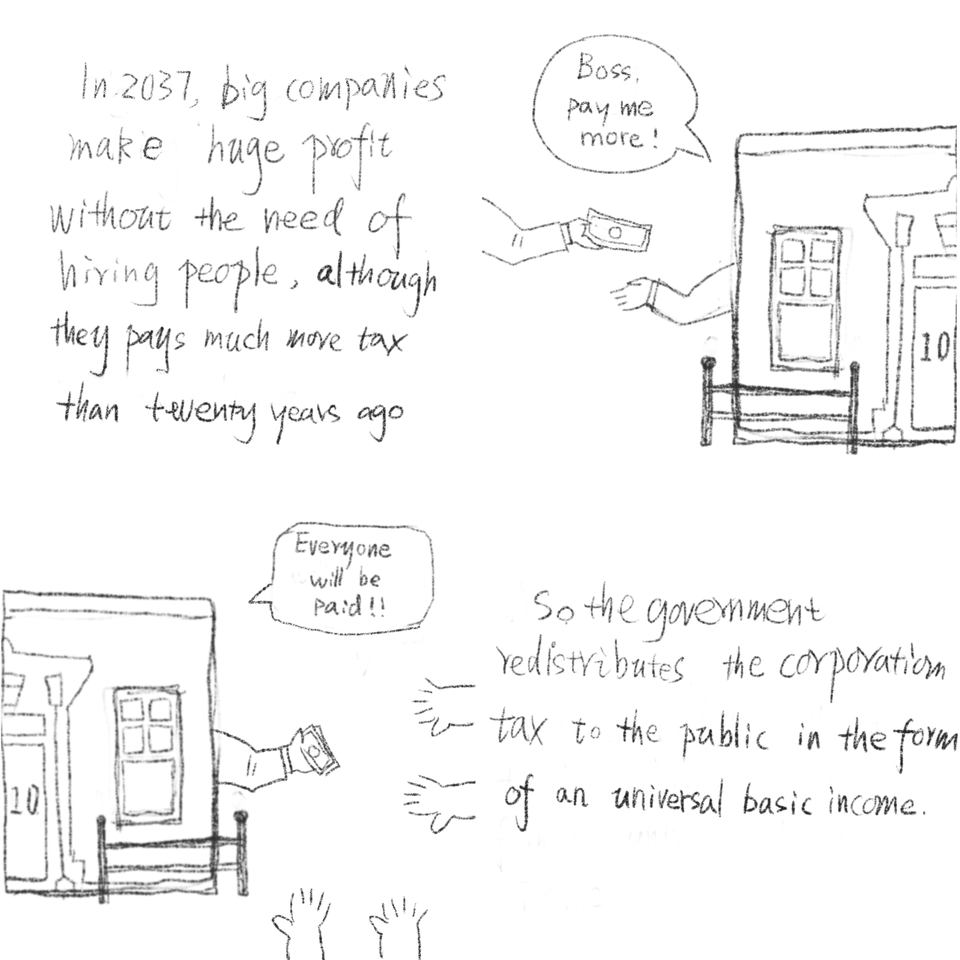 In 2037, big companies
make huge profit
without the need of
hiring people, although
they pays much more tax
than twenty years ago
Boss,
pay me
more!
10
Everyone
will be
paid!!
10
So the government
redistributes the corporation
tax to the public in the form
of an universal basic income.